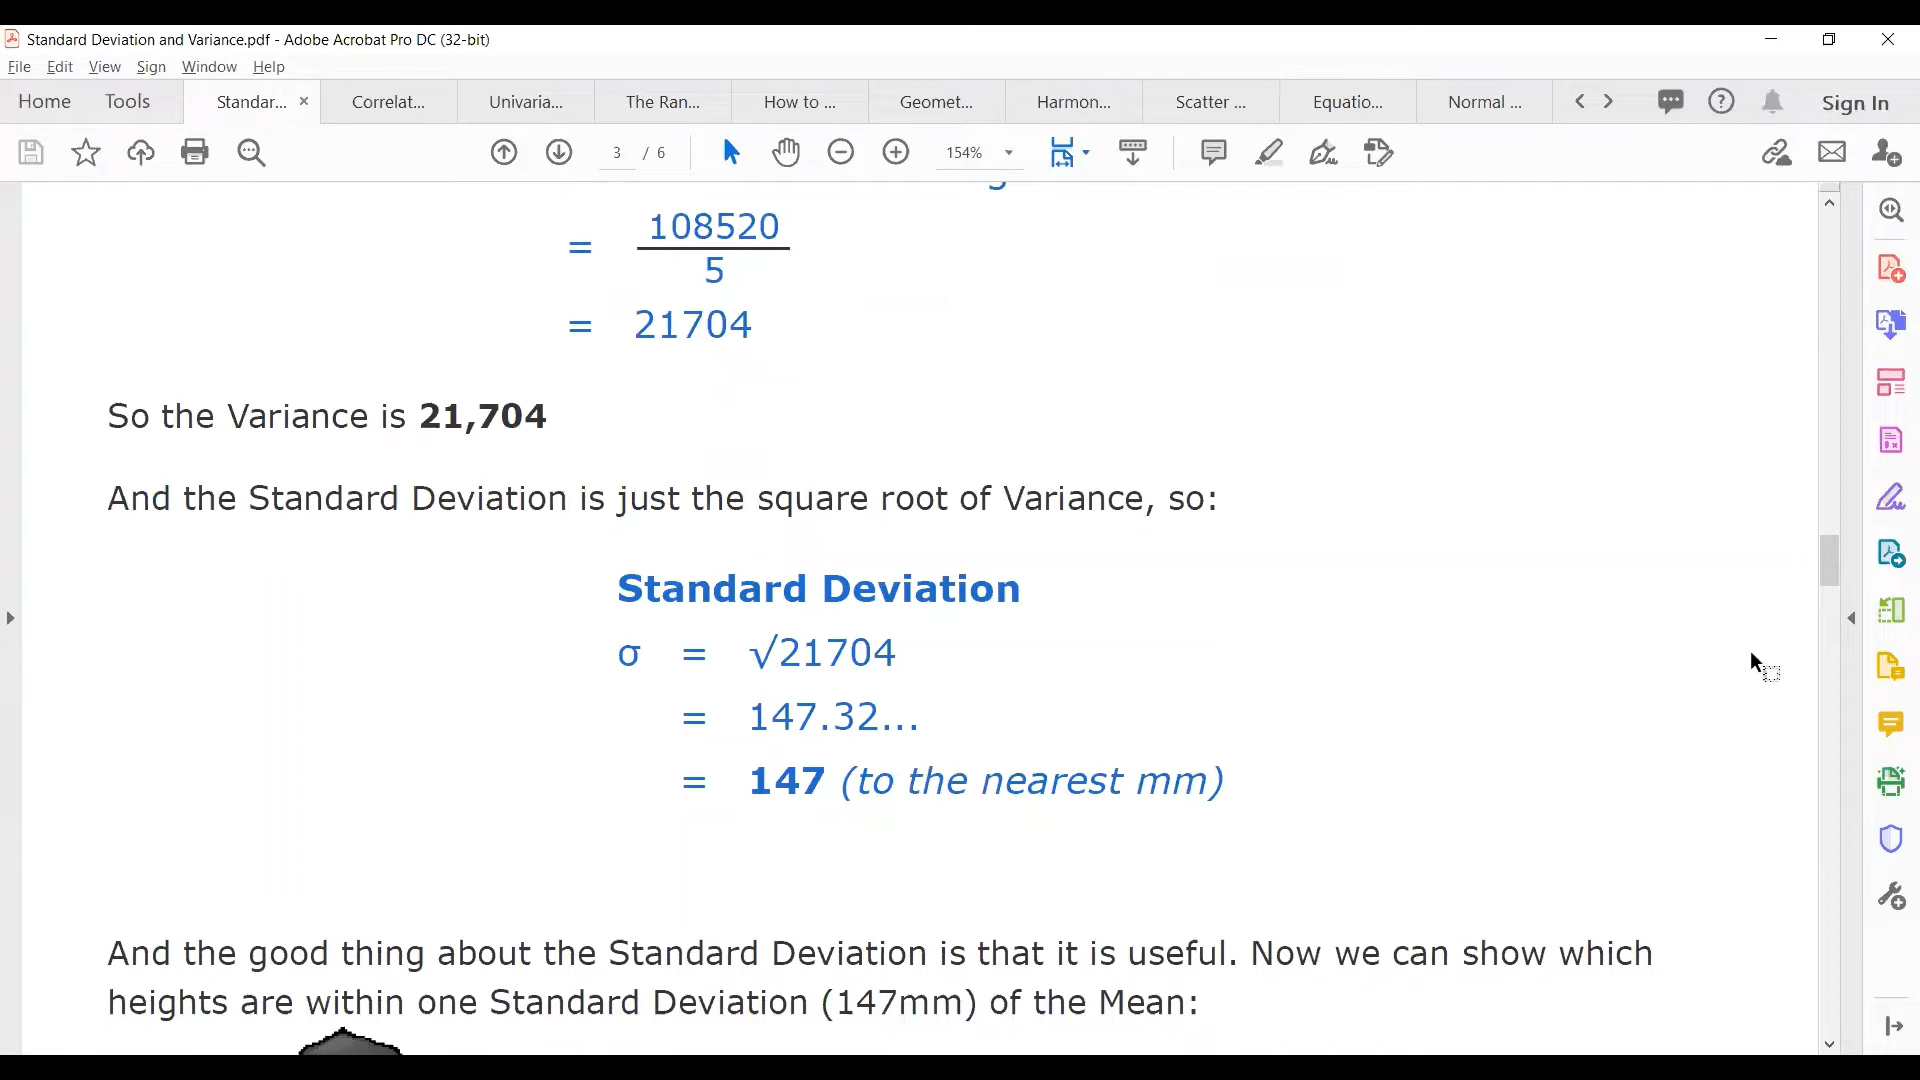 Standard Deviation and Variance.pdf - Adobe Acrobat Pro DC (32-bit)
File Edit View Sign Window Help
Home Tools Standar... × Correlat... Univaria... The Ran... How to ... Geomet... Harmon... Scatter ... Equatio... Normal ... Sign In
3 / 6 154%
= 108520
5
= 21704
So the Variance is 21,704
And the Standard Deviation is just the square root of Variance, so:
Standard Deviation
σ = √21704
= 147.32...
= 147 (to the nearest mm)
And the good thing about the Standard Deviation is that it is useful. Now we can show which
heights are within one Standard Deviation (147mm) of the Mean: